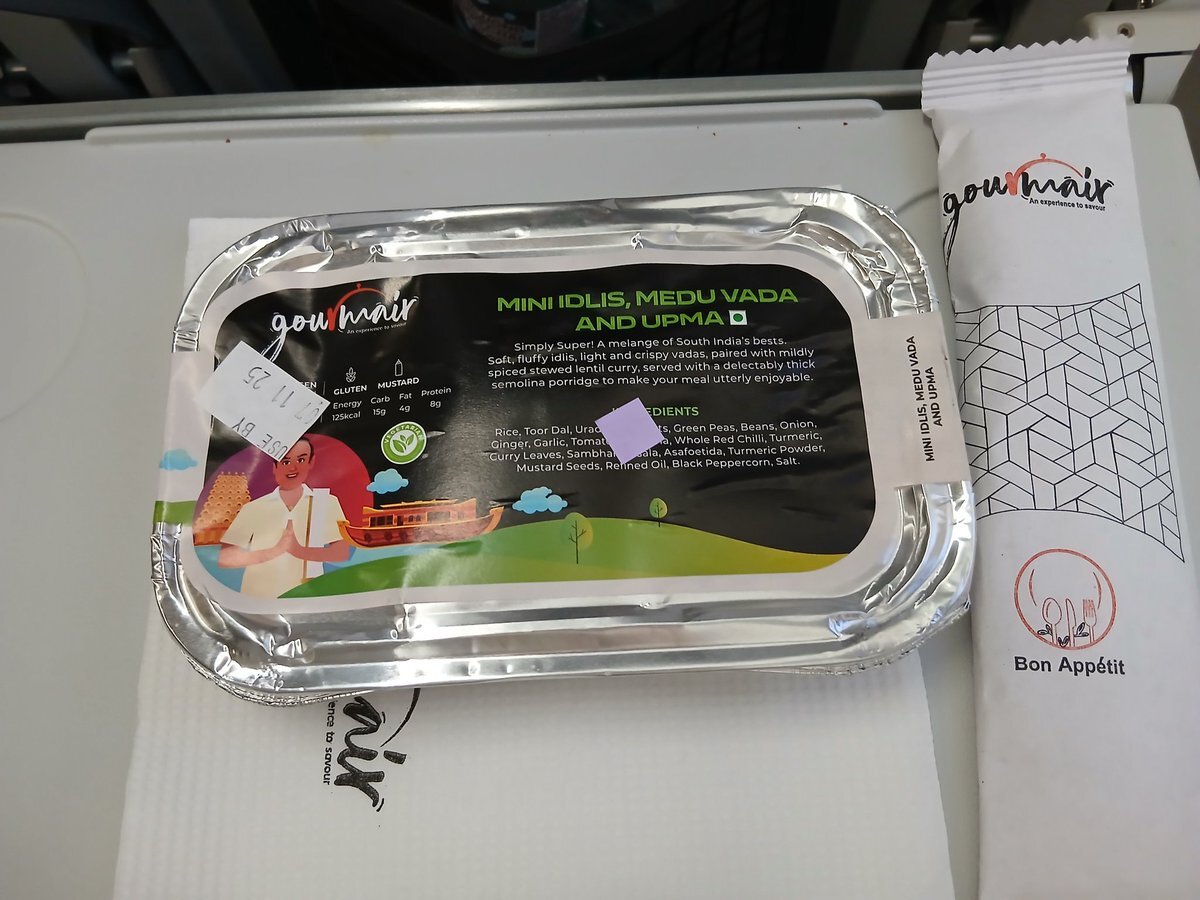 gourmair
An experience to savour
MINI IDLIS, MEDU VADA
AND UPMA
Simply Super! A melange of South India's bests.
Soft, fluffy idlis, light and crispy vadas, paired with mildly
spiced stewed lentil curry, served with a delectably thick
semolina porridge to make your meal utterly enjoyable.
GLUTEN MUSTARD
Energy Carb Fat Protein
125kcal 15g 4g 8g
VEGETARIAN
USE BY
11 25
Rice, Toor Dal, Green Peas, Beans, Onion,
Ginger, Garlic, Whole Red Chilli, Turmeric,
Curry Leaves, Asafoetida, Turmeric Powder,
Mustard Seeds, Refined Oil, Black Peppercorn, Salt.
MINI IDLIS, MEDU VADA
AND UPMA
gourmair
An experience to savour
Bon Appétit
air
ence to savour